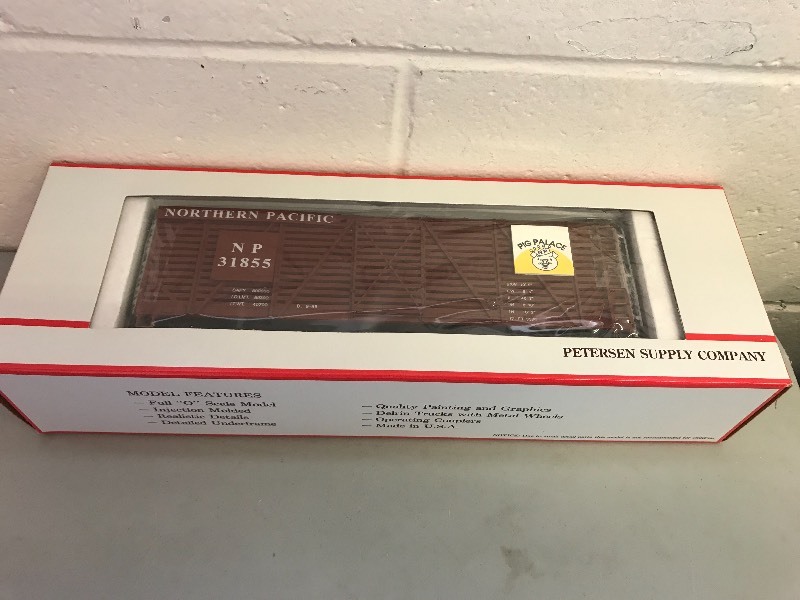 NORTHERN PACIFIC
N P
31855
PIG PALACE
PETERSEN SUPPLY COMPANY
MODEL FEATURES
— Full "O" Scale Model
— Injection Molded
— Realistic Details
— Detailed Underframe
— Quality Painting and Graphics
— Trucks with Metal Wheels
— Operating Couplers
— Made in U.S.A